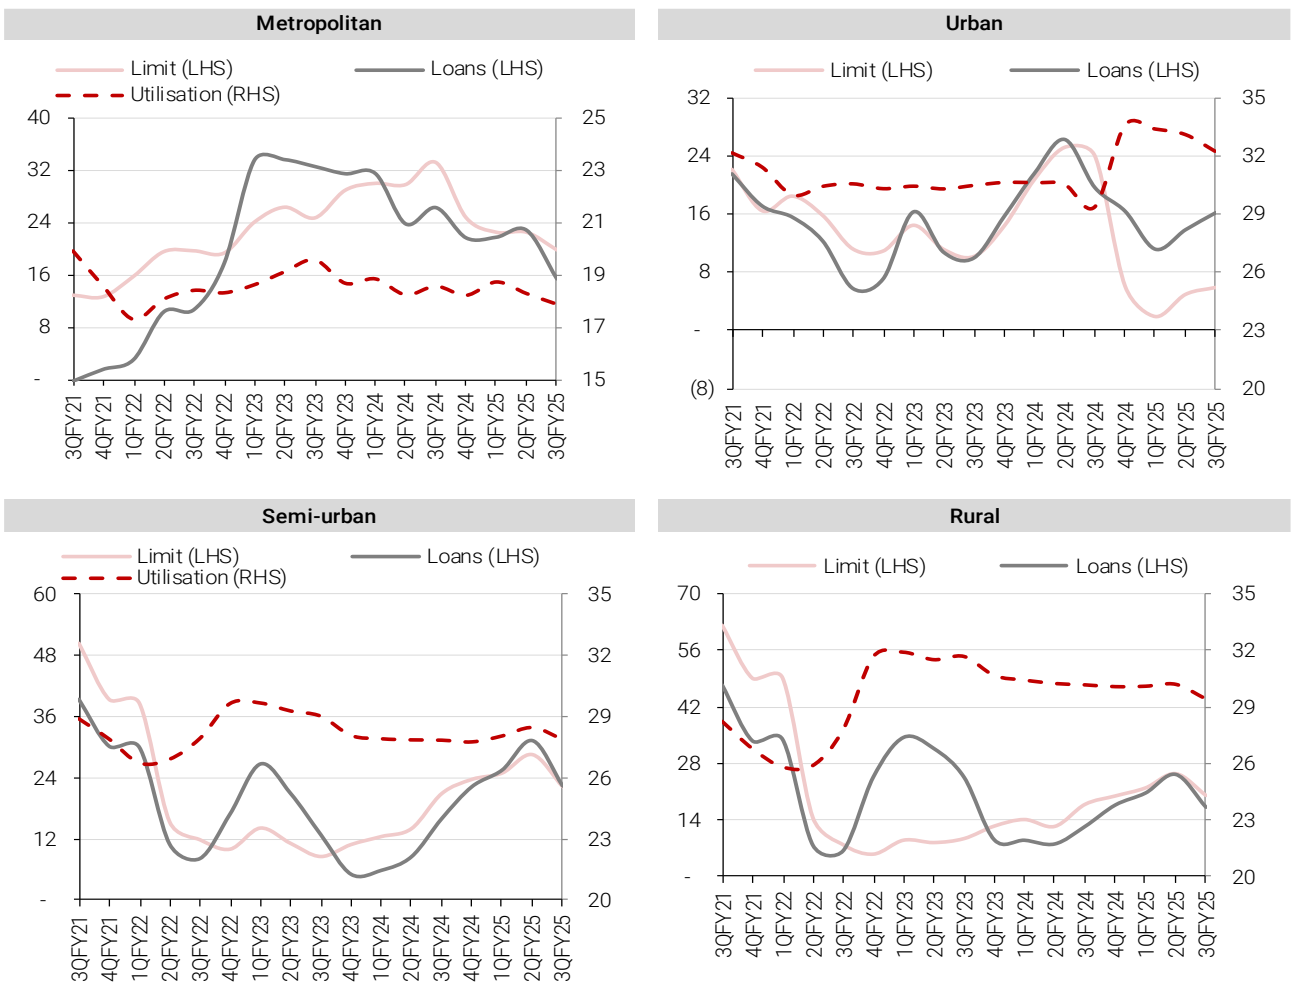 Metropolitan
Limit (LHS) Loans (LHS)
Utilisation (RHS)
40 25
32 23
24 21
16 19
8 17
- 15
3QFY21 4QFY21 1QFY22 2QFY22 3QFY22 4QFY22 1QFY23 2QFY23 3QFY23 4QFY23 1QFY24 2QFY24 3QFY24 4QFY24 1QFY25 2QFY25 3QFY25
Urban
Limit (LHS) Loans (LHS)
32 35
24 32
16 29
8 26
- 23
(8) 20
3QFY21 4QFY21 1QFY22 2QFY22 3QFY22 4QFY22 1QFY23 2QFY23 3QFY23 4QFY23 1QFY24 2QFY24 3QFY24 4QFY24 1QFY25 2QFY25 3QFY25
Semi-urban
Limit (LHS) Loans (LHS)
Utilisation (RHS)
60 35
48 32
36 29
24 26
12 23
- 20
3QFY21 4QFY21 1QFY22 2QFY22 3QFY22 4QFY22 1QFY23 2QFY23 3QFY23 4QFY23 1QFY24 2QFY24 3QFY24 4QFY24 1QFY25 2QFY25 3QFY25
Rural
Limit (LHS) Loans (LHS)
70 35
56 32
42 29
28 26
14 23
- 20
3QFY21 4QFY21 1QFY22 2QFY22 3QFY22 4QFY22 1QFY23 2QFY23 3QFY23 4QFY23 1QFY24 2QFY24 3QFY24 4QFY24 1QFY25 2QFY25 3QFY25